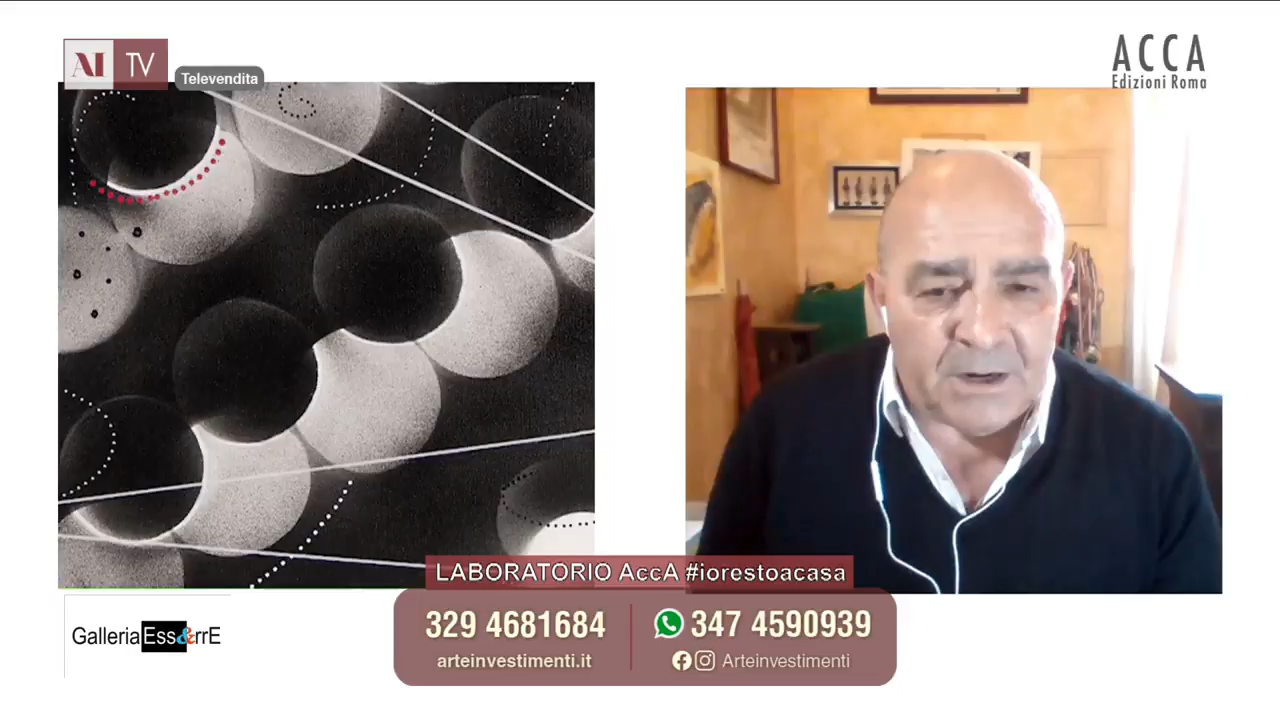 AI TV
Televendita
ACCA
Edizioni Roma
LABORATORIO AccA #iorestoacasa
GalleriaEss&rrE
329 4681684
347 4590939
arteinvestimenti.it
Arteinvestimenti